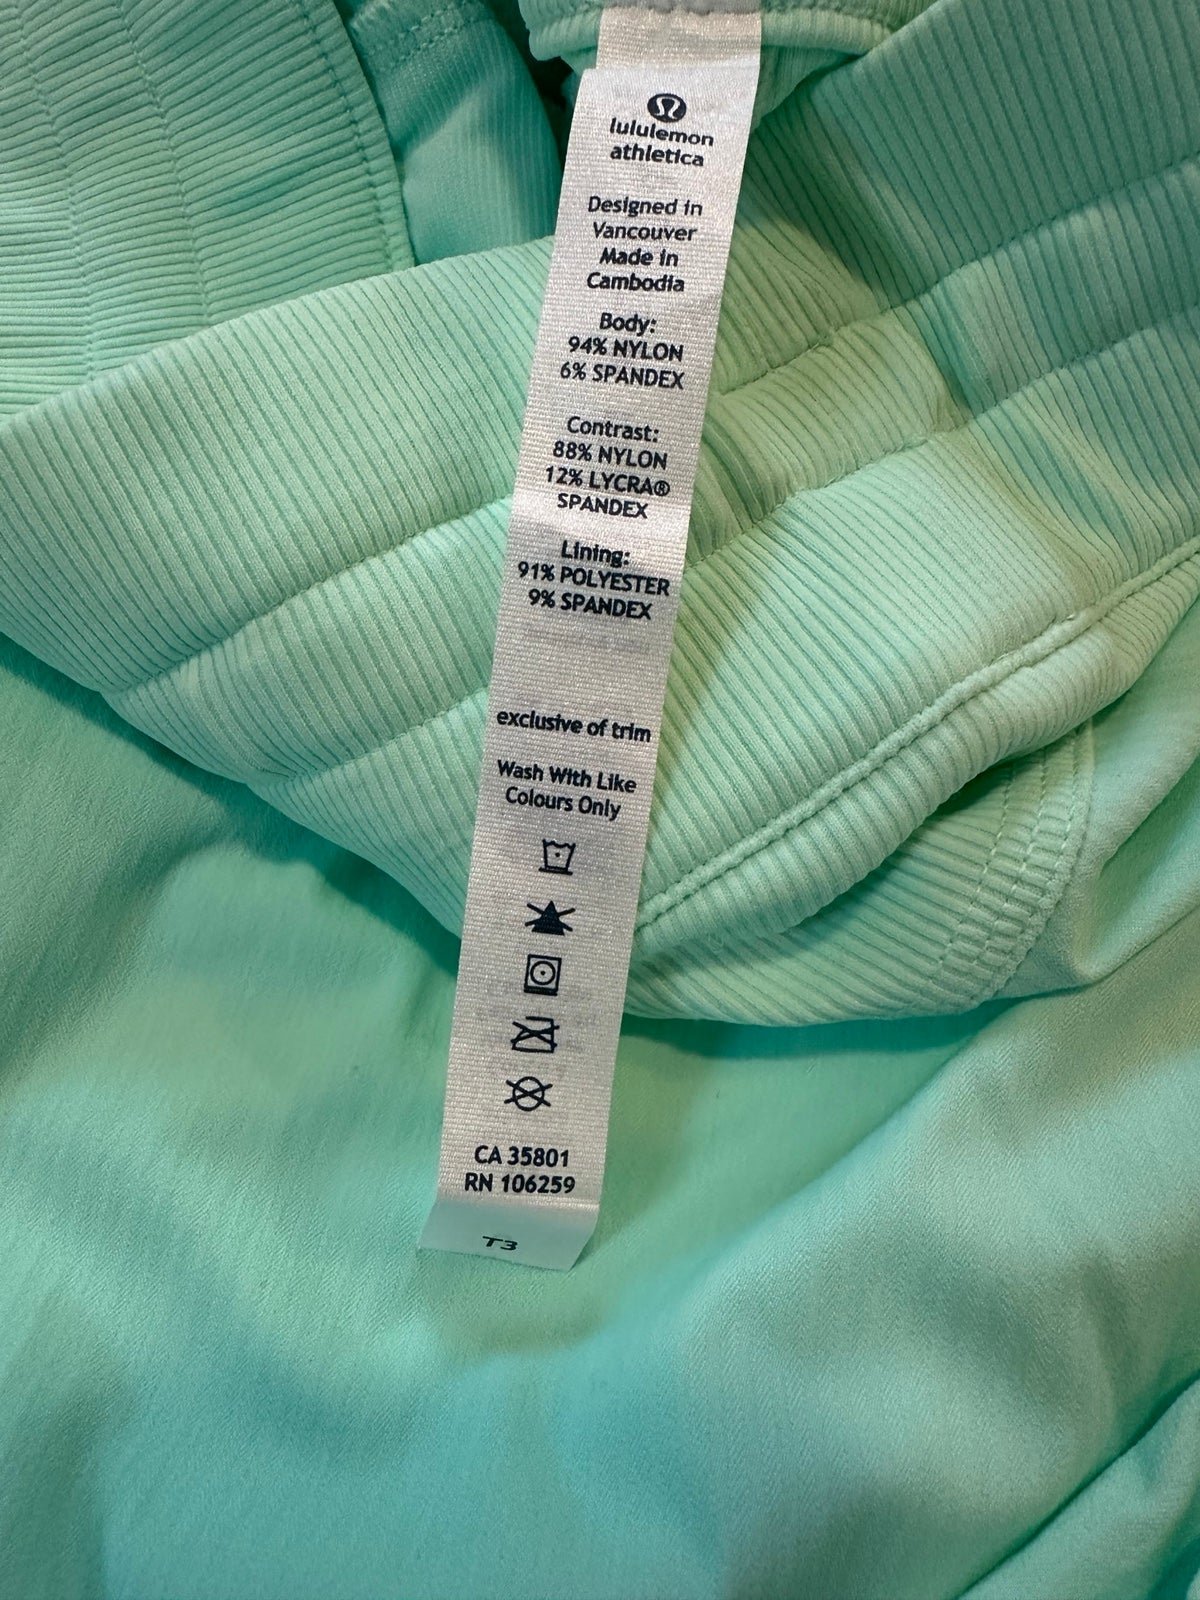 lululemon
athletica
Designed in
Vancouver
Made in
Cambodia
Body:
94% NYLON
6% SPANDEX
Contrast:
88% NYLON
12% LYCRA®
SPANDEX
Lining:
91% POLYESTER
9% SPANDEX
exclusive of trim
Wash With Like
Colours Only
CA 35801
RN 106259
T3